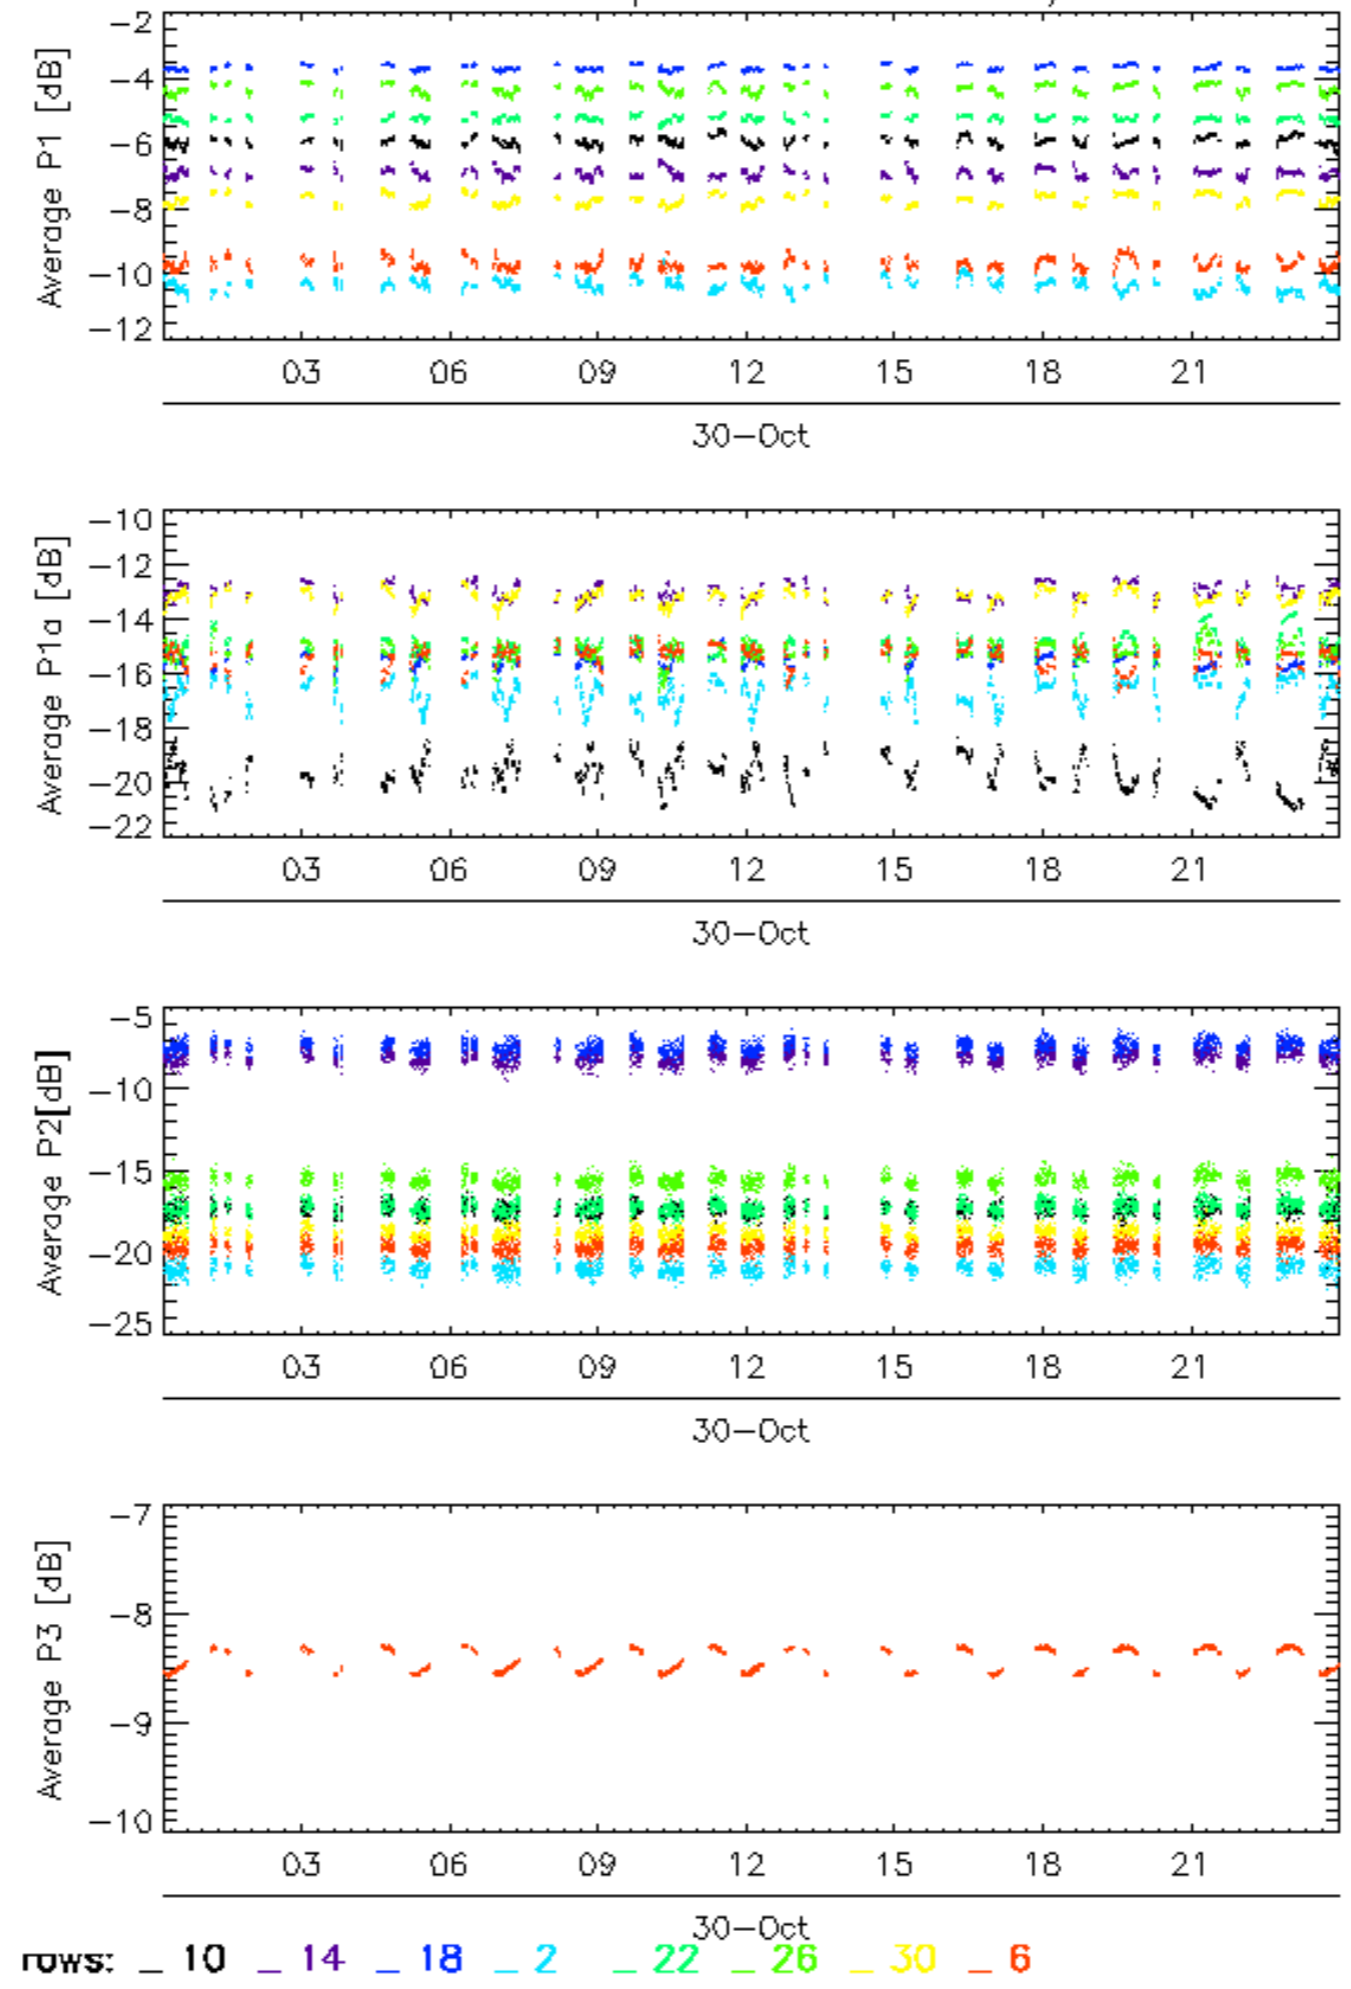 Average P1 [dB]
−2
−4
−6
−8
−10
−12
03 06 09 12 15 18 21
30−Oct
Average P1a [dB]
−10
−12
−14
−16
−18
−20
−22
03 06 09 12 15 18 21
30−Oct
Average P2[dB]
−5
−10
−15
−20
−25
03 06 09 12 15 18 21
30−Oct
Average P3 [dB]
−7
−8
−9
−10
03 06 09 12 15 18 21
30−Oct
rows: _ 10 _ 14 _ 18 _ 2 _ 22 _ 26 _ 30 _ 6